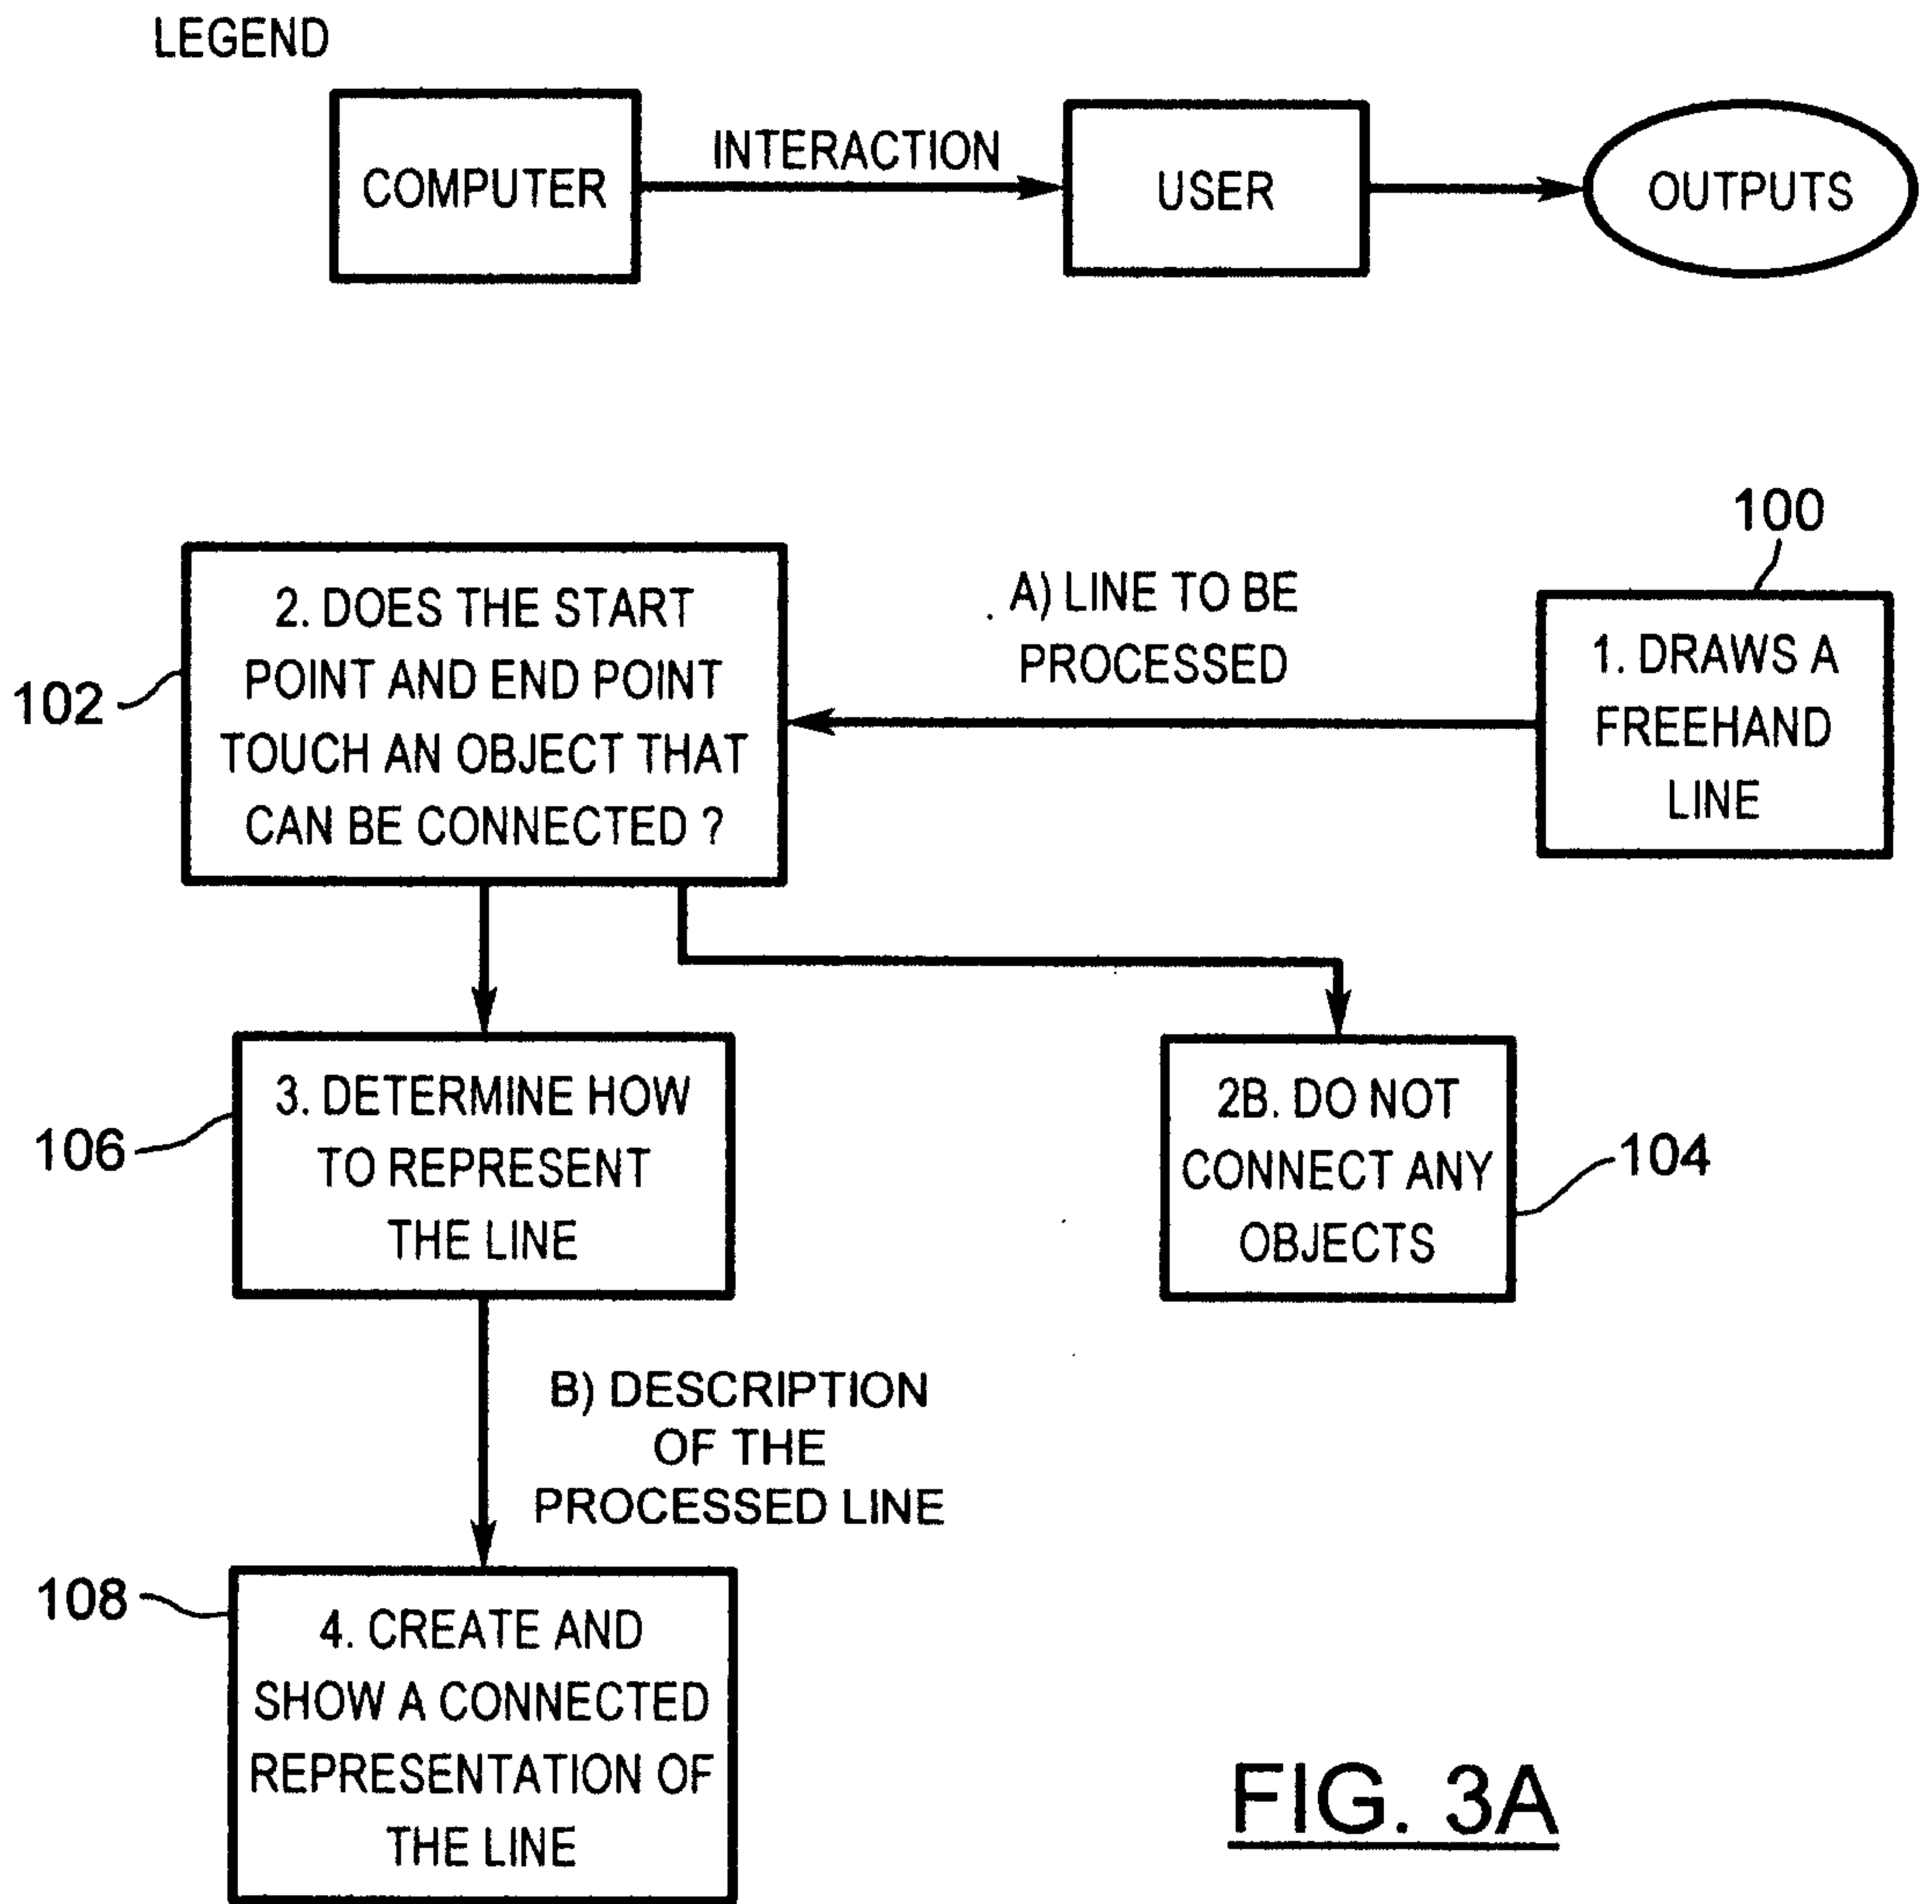 LEGEND
COMPUTER
INTERACTION
USER
OUTPUTS
100
1. DRAWS A
FREEHAND
LINE
A) LINE TO BE
PROCESSED
102
2. DOES THE START
POINT AND END POINT
TOUCH AN OBJECT THAT
CAN BE CONNECTED ?
106
3. DETERMINE HOW
TO REPRESENT
THE LINE
2B. DO NOT
CONNECT ANY
OBJECTS
104
B) DESCRIPTION
OF THE
PROCESSED LINE
108
4. CREATE AND
SHOW A CONNECTED
REPRESENTATION OF
THE LINE
FIG. 3A